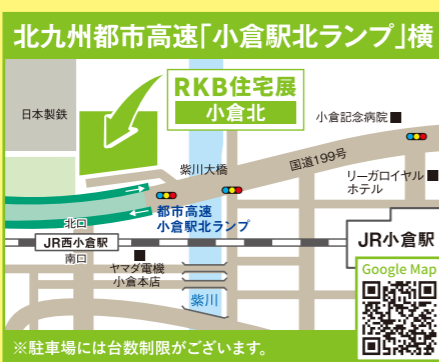 北九州都市高速「小倉駅北ランプ」横
RKB住宅展
小倉北
日本製鉄
小倉記念病院
紫川大橋
国道199号
リーガロイヤル
ホテル
都市高速
小倉駅北ランプ
北口
JR西小倉駅
南口
JR小倉駅
ヤマダ電機
小倉本店
紫川
Google Map
※駐車場には台数制限がございます。